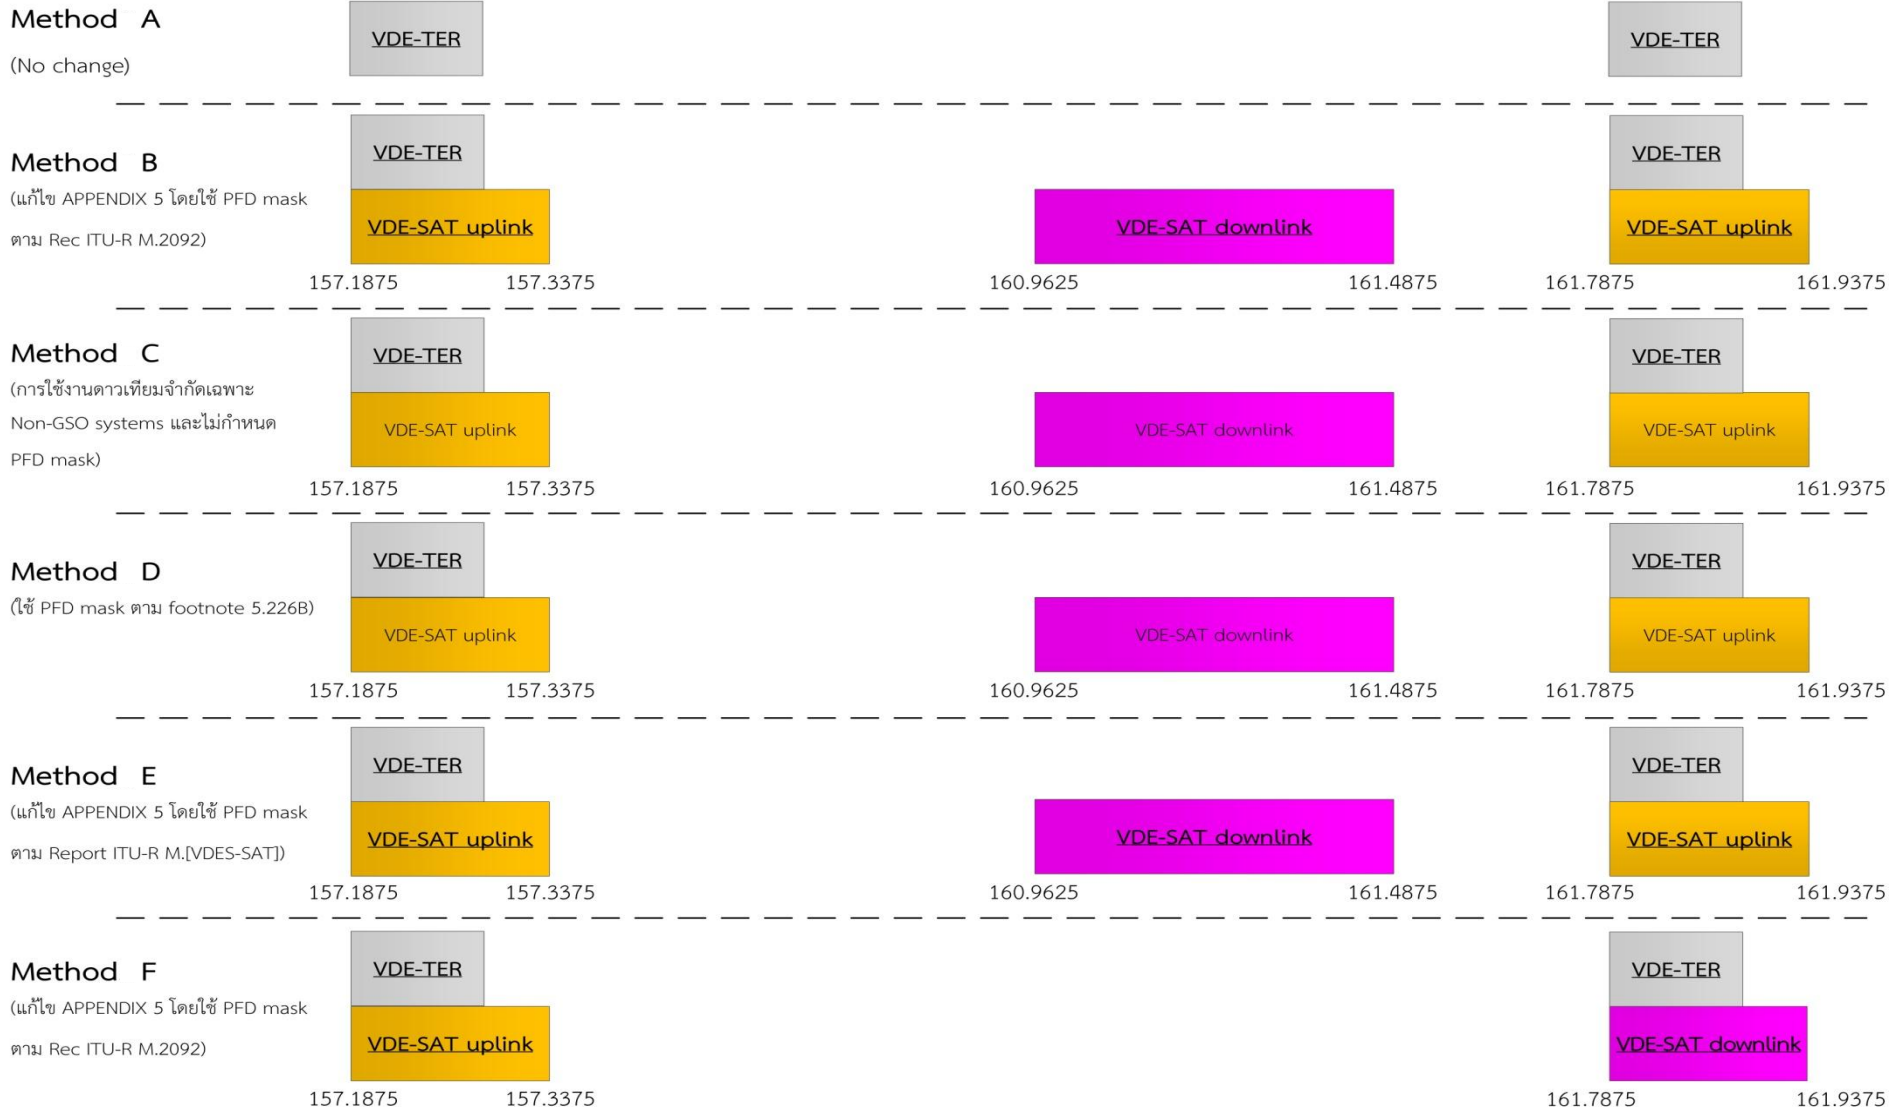 Method A
(No change)
VDE-TER
VDE-TER
Method B
(แก้ไข APPENDIX 5 โดยใช้ PFD mask
ตาม Rec ITU-R M.2092)
VDE-TER
VDE-TER
VDE-SAT uplink
VDE-SAT downlink
VDE-SAT uplink
157.1875 157.3375 160.9625 161.4875 161.7875 161.9375
Method C
(การใช้งานดาวเทียมจำกัดเฉพาะ
Non-GSO systems และไม่กำหนด
PFD mask)
VDE-TER
VDE-TER
VDE-SAT uplink
VDE-SAT downlink
VDE-SAT uplink
157.1875 157.3375 160.9625 161.4875 161.7875 161.9375
Method D
(ใช้ PFD mask ตาม footnote 5.226B)
VDE-TER
VDE-TER
VDE-SAT uplink
VDE-SAT downlink
VDE-SAT uplink
157.1875 157.3375 160.9625 161.4875 161.7875 161.9375
Method E
(แก้ไข APPENDIX 5 โดยใช้ PFD mask
ตาม Report ITU-R M.[VDES-SAT])
VDE-TER
VDE-TER
VDE-SAT uplink
VDE-SAT downlink
VDE-SAT uplink
157.1875 157.3375 160.9625 161.4875 161.7875 161.9375
Method F
(แก้ไข APPENDIX 5 โดยใช้ PFD mask
ตาม Rec ITU-R M.2092)
VDE-TER
VDE-TER
VDE-SAT uplink
VDE-SAT downlink
157.1875 157.3375 161.7875 161.9375